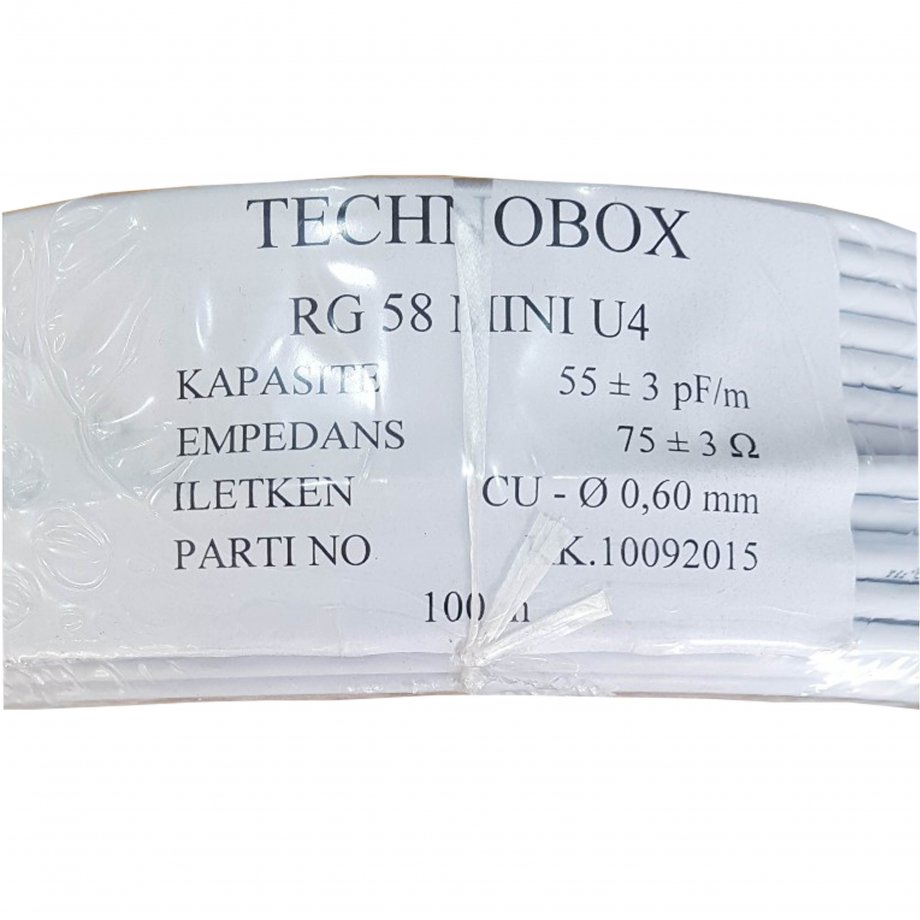 TECHNOBOX
RG 58 MINI U4
KAPASITE 55 ± 3 pF/m
EMPEDANS 75 ± 3 Ω
ILETKEN CU - Ø 0,60 mm
PARTI NO
100 m